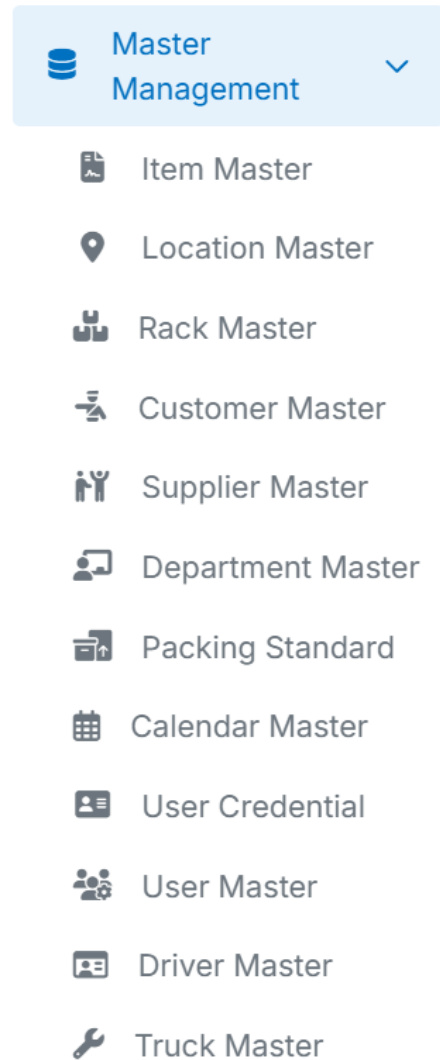 Master
Management
Item Master
Location Master
Rack Master
Customer Master
Supplier Master
Department Master
Packing Standard
Calendar Master
User Credential
User Master
Driver Master
Truck Master